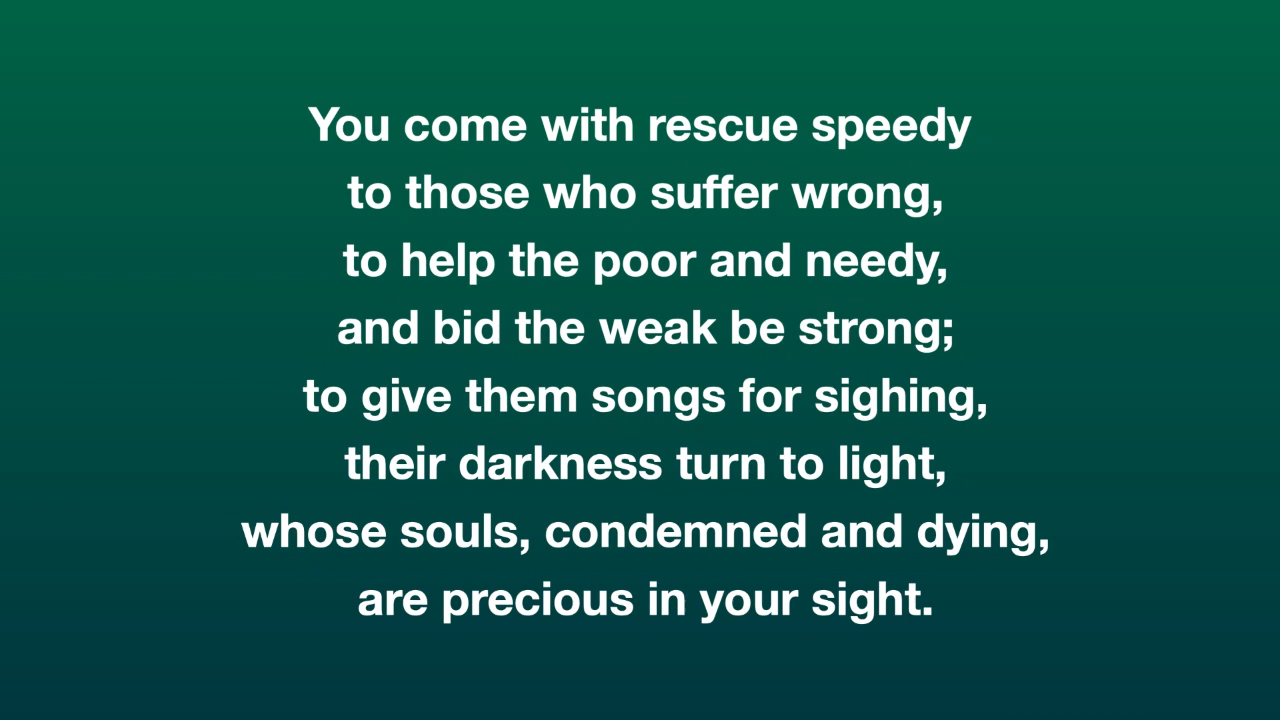 You come with rescue speedy
to those who suffer wrong,
to help the poor and needy,
and bid the weak be strong;
to give them songs for sighing,
their darkness turn to light,
whose souls, condemned and dying,
are precious in your sight.